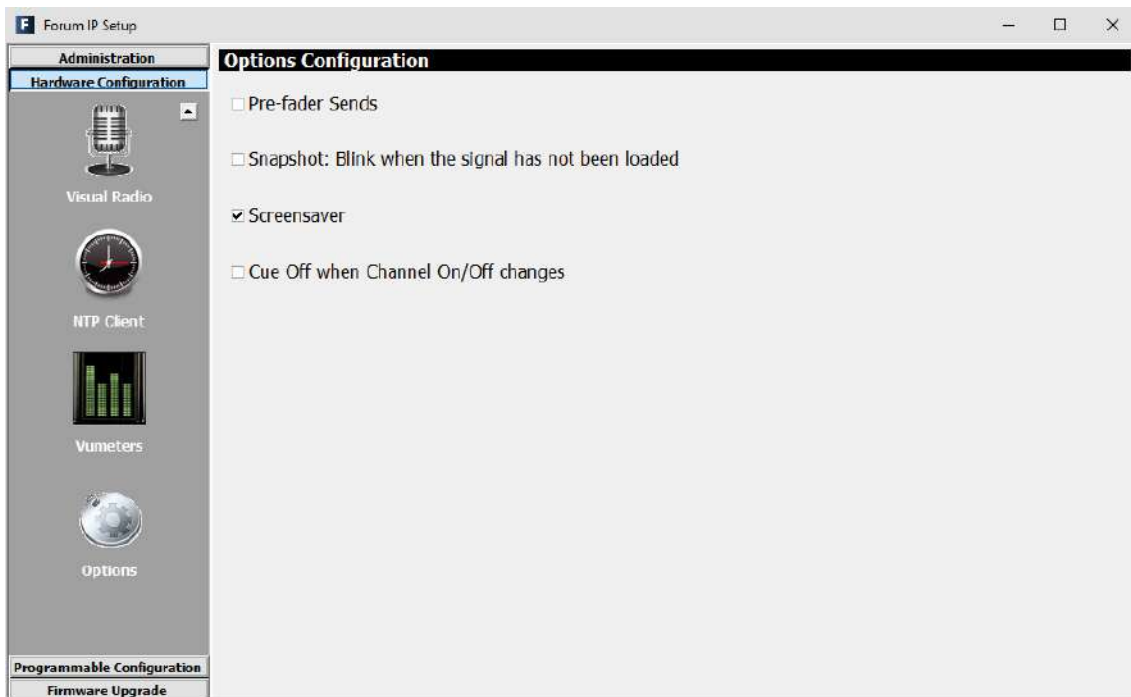 F Forum IP Setup
Administration
Hardware Configuration
Visual Radio
NTP Client
Vumeters
Options
Programmable Configuration
Firmware Upgrade
Options Configuration
Pre-fader Sends
Snapshot: Blink when the signal has not been loaded
Screensaver
Cue Off when Channel On/Off changes